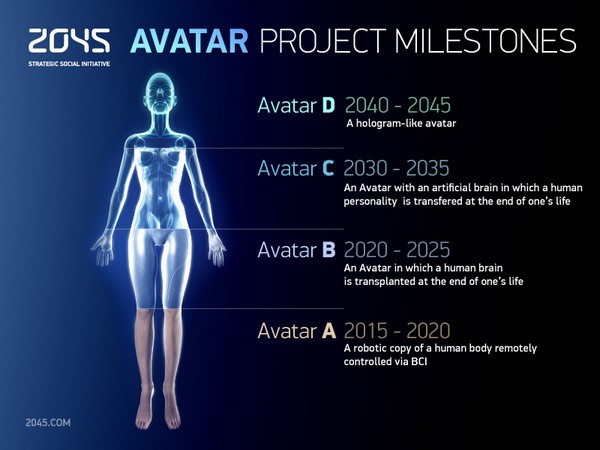 2045 AVATAR PROJECT MILESTONES
STRATEGIC SOCIAL INITIATIVE
Avatar D 2040 - 2045
A hologram-like avatar
Avatar C 2030 - 2035
An Avatar with an artificial brain in which a human
personality is transfered at the end of one's life
Avatar B 2020 - 2025
An Avatar in which a human brain
is transplanted at the end of one's life
Avatar A 2015 - 2020
A robotic copy of a human body remotely
controlled via BCI
2045.COM